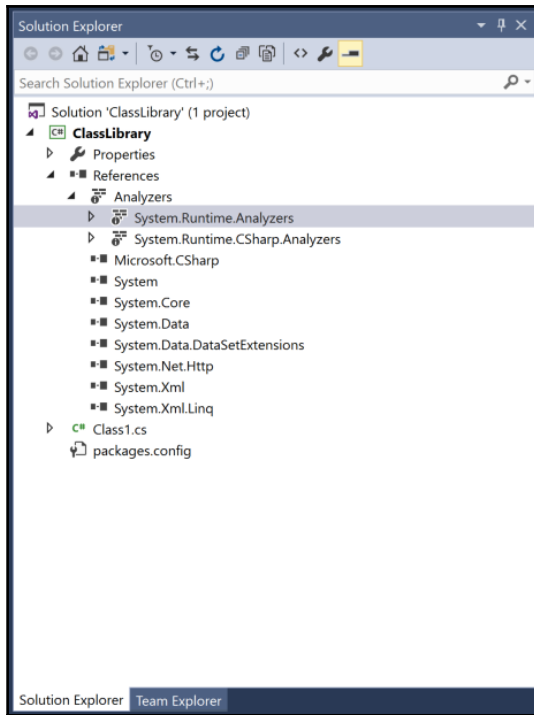 Solution Explorer
Search Solution Explorer (Ctrl+;)
Solution 'ClassLibrary' (1 project)
C# ClassLibrary
Properties
References
Analyzers
System.Runtime.Analyzers
System.Runtime.CSharp.Analyzers
Microsoft.CSharp
System
System.Core
System.Data
System.Data.DataSetExtensions
System.Net.Http
System.Xml
System.Xml.Linq
C# Class1.cs
packages.config
Solution Explorer Team Explorer